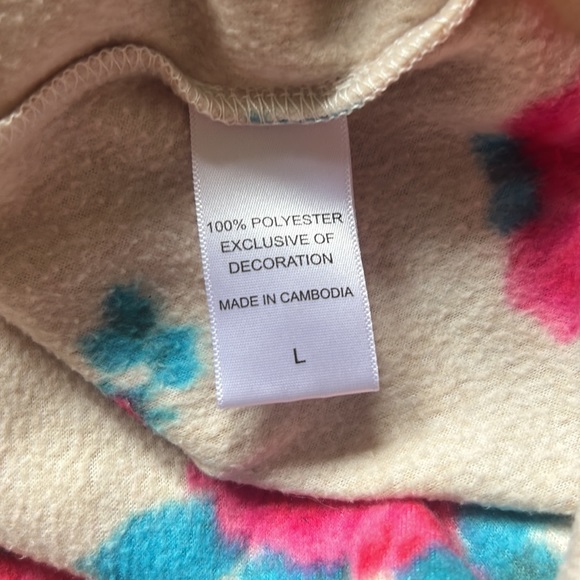 100% POLYESTER
EXCLUSIVE OF
DECORATION
MADE IN CAMBODIA
L